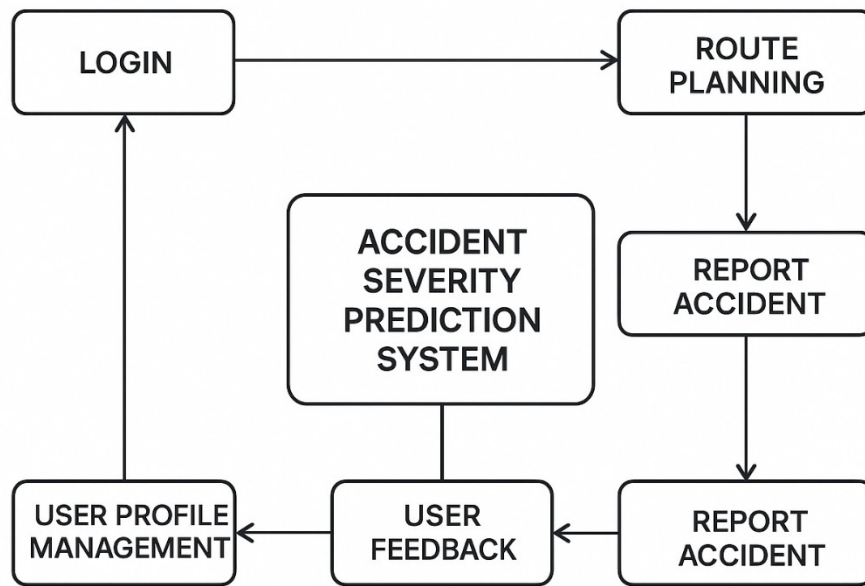 LOGIN
ROUTE
PLANNING
ACCIDENT
SEVERITY
PREDICTION
SYSTEM
REPORT
ACCIDENT
USER PROFILE
MANAGEMENT
USER
FEEDBACK
REPORT
ACCIDENT